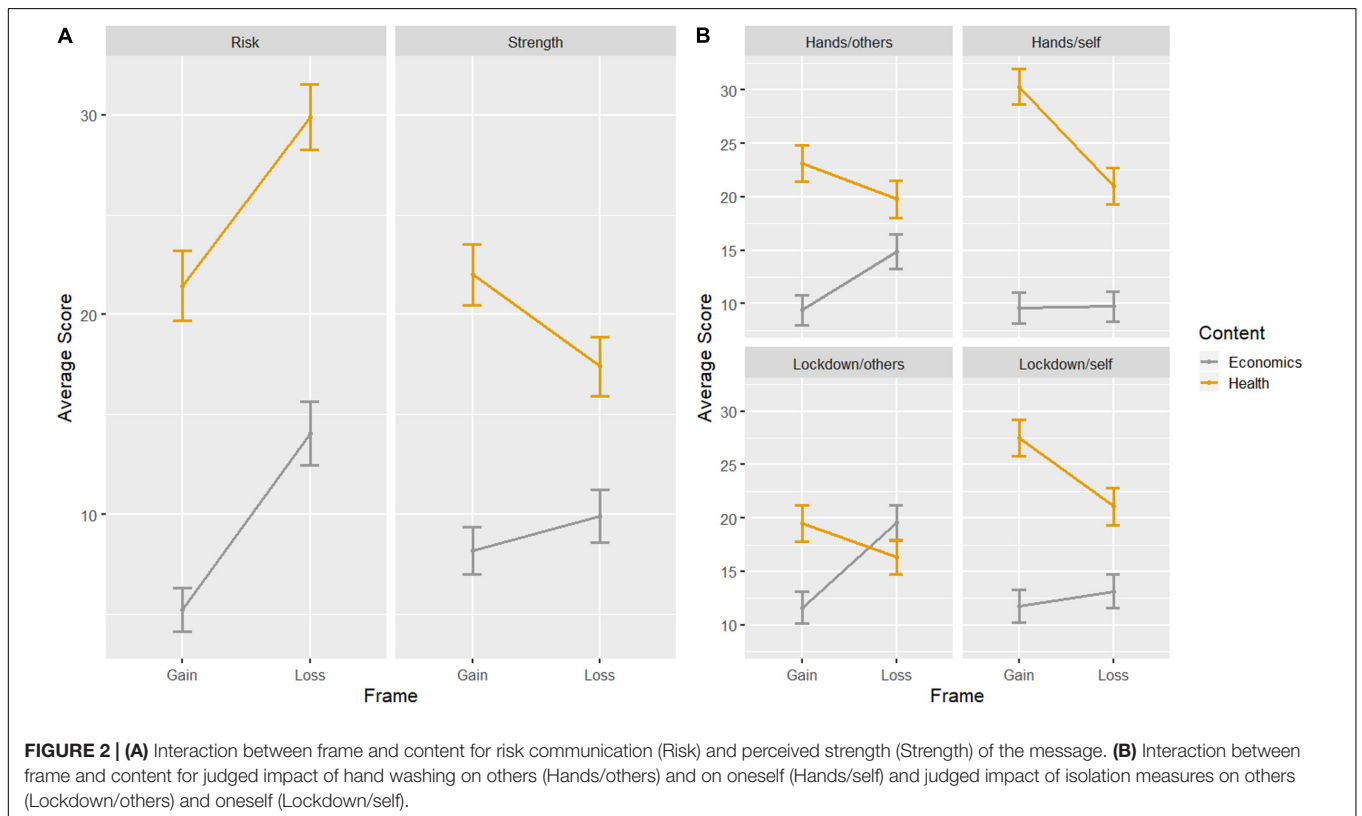 A
Risk
Strength
30
20
10
Average Score
Gain
Loss
Gain
Loss
Frame
B
Hands/others
Hands/self
30
25
20
15
10
Lockdown/others
Lockdown/self
30
25
20
15
10
Average Score
Gain
Loss
Gain
Loss
Frame
Content
Economics
Health
FIGURE 2 | (A) Interaction between frame and content for risk communication (Risk) and perceived strength (Strength) of the message. (B) Interaction between
frame and content for judged impact of hand washing on others (Hands/others) and on oneself (Hands/self) and judged impact of isolation measures on others
(Lockdown/others) and oneself (Lockdown/self).